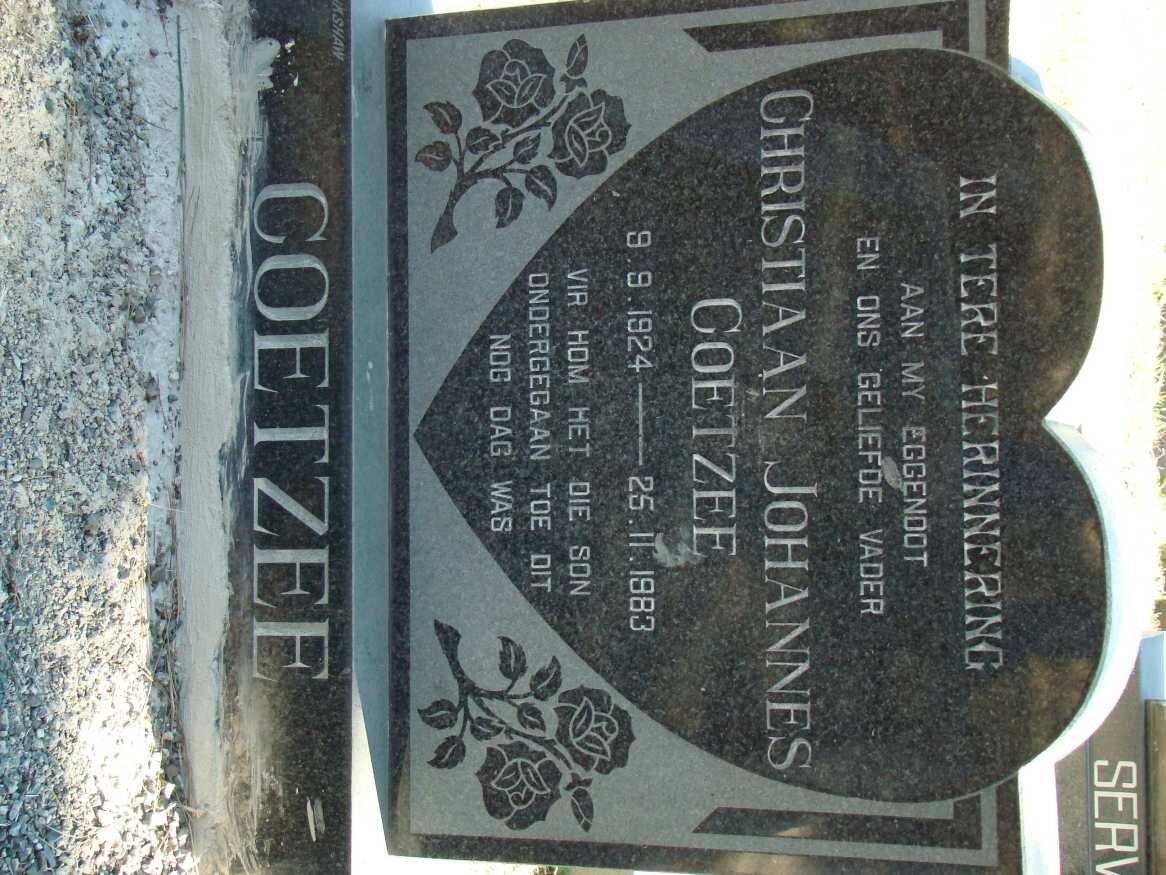 IN TERE HERINNERING
AAN MY EGGENOOT
EN ONS GELIEFDE VADER
CHRISTIAAN JOHANNES
COETZEE
9.9.1924 — 25.11.1983
VIR HOM HET DIE SON
ONDERGEGAAN TOE DIT
NOG DAG WAS
COETZEE
SERV